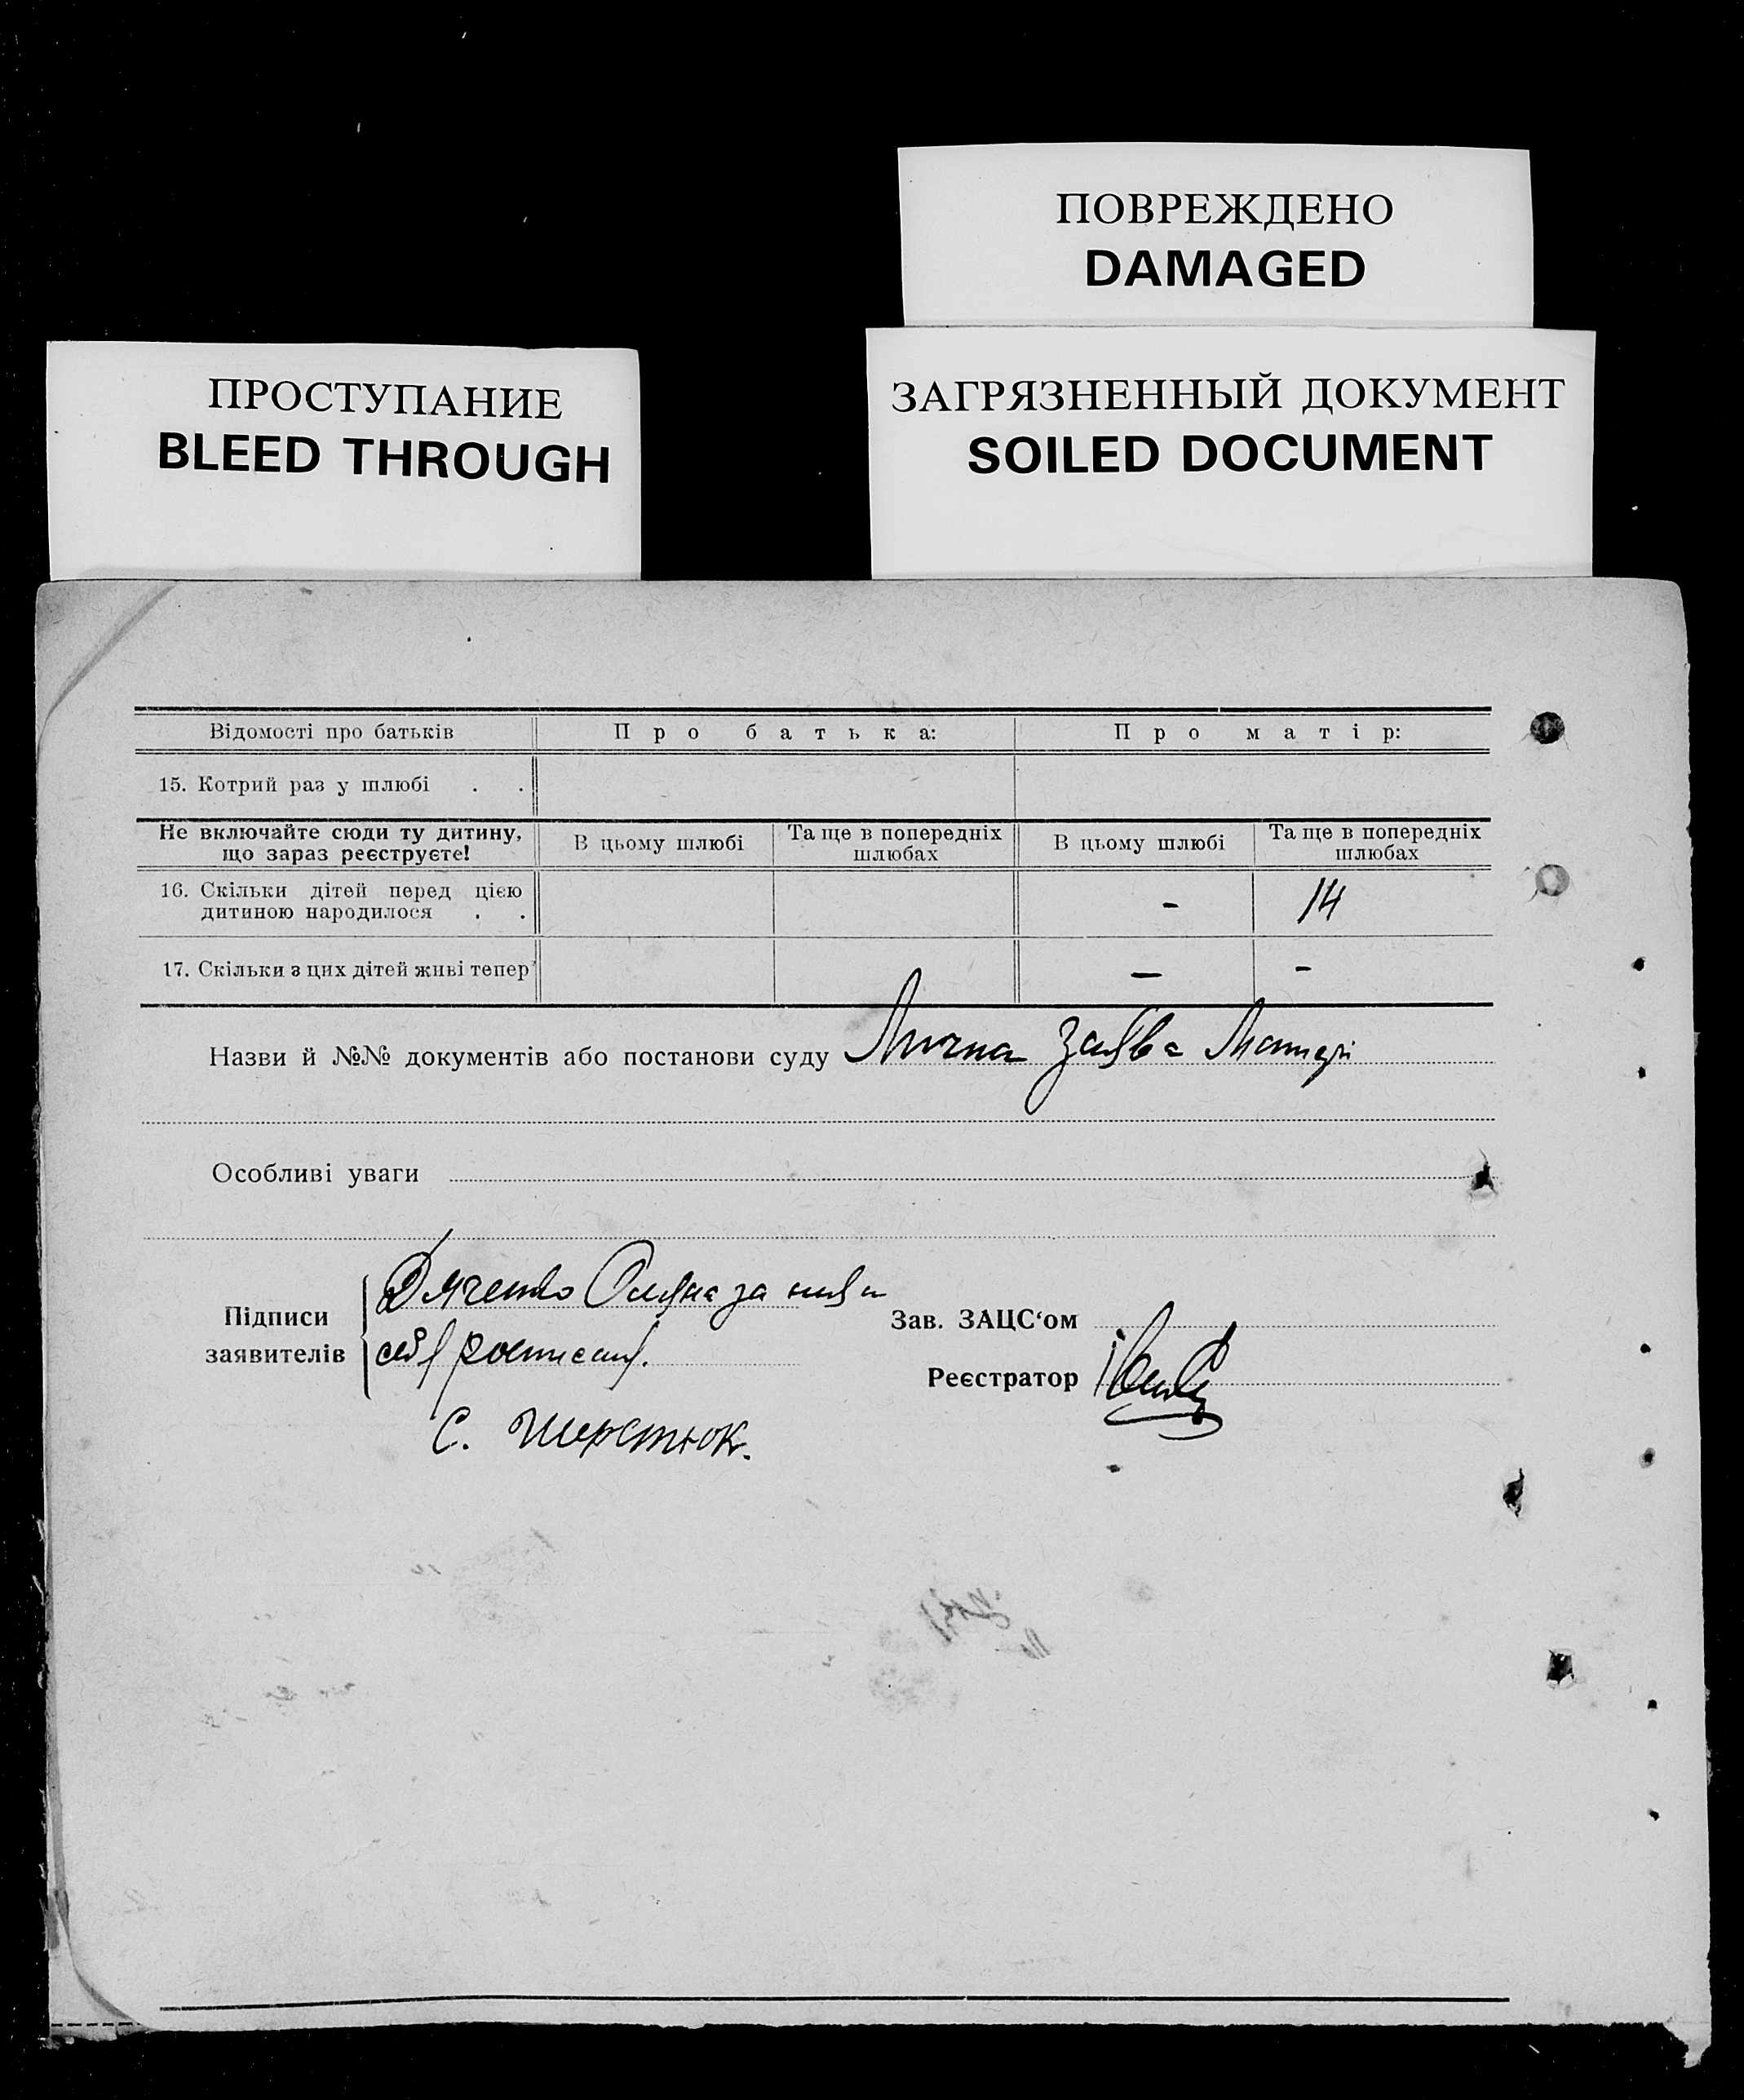 ПОВРЕЖДЕНО
DAMAGED
ПРОСТУПАНИЕ
BLEED THROUGH
ЗАГРЯЗНЕННЫЙ ДОКУМЕНТ
SOILED DOCUMENT
Відомості про батьків Про батька: Про матір:
15. Котрий раз у шлюбі . .
Не включайте сюди ту дитину, що зараз реєструєте!
В цьому шлюбі
Та ще в попередніх шлюбах
В цьому шлюбі
Та ще в попередніх шлюбах
16. Скільки дітей перед цією
дитиною народилося . . - 14
17. Скільки з цих дітей живі тепер — -
Назви й №№ документів або постанови суду Лична заява Матері
Особливі уваги
Підписи заявителів
Дяченко за
С. Шерстюк.
Зав. ЗАЦС‘ом
Реєстратор